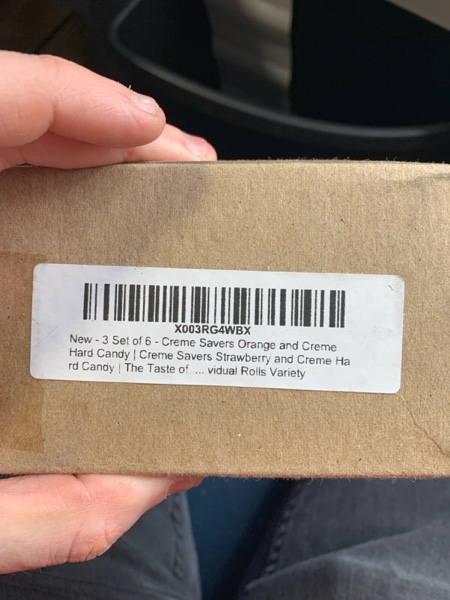 X003RG4WBX
New - 3 Set of 6 - Creme Savers Orange and Creme
Hard Candy | Creme Savers Strawberry and Creme Ha
rd Candy | The Taste of ... vidual Rolls Variety